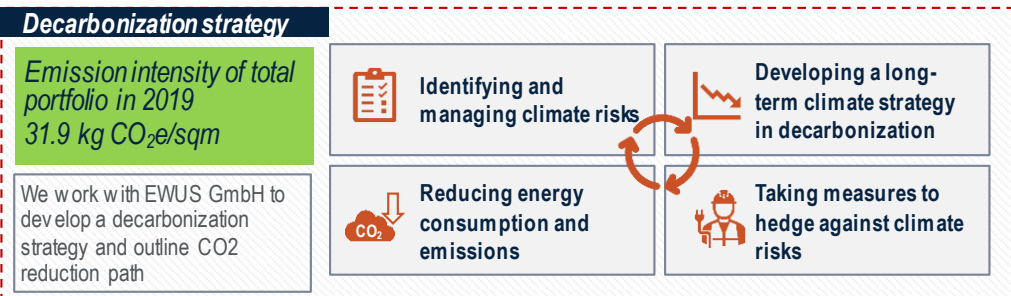 Decarbonization strategy
Emission intensity of total
portfolio in 2019
31.9 kg CO₂e/sqm
We work with EWUS GmbH to
develop a decarbonization
strategy and outline CO2
reduction path
Identifying and
managing climate risks
Developing a long-
term climate strategy
in decarbonization
Reducing energy
consumption and
emissions
CO₂
Taking measures to
hedge against climate
risks